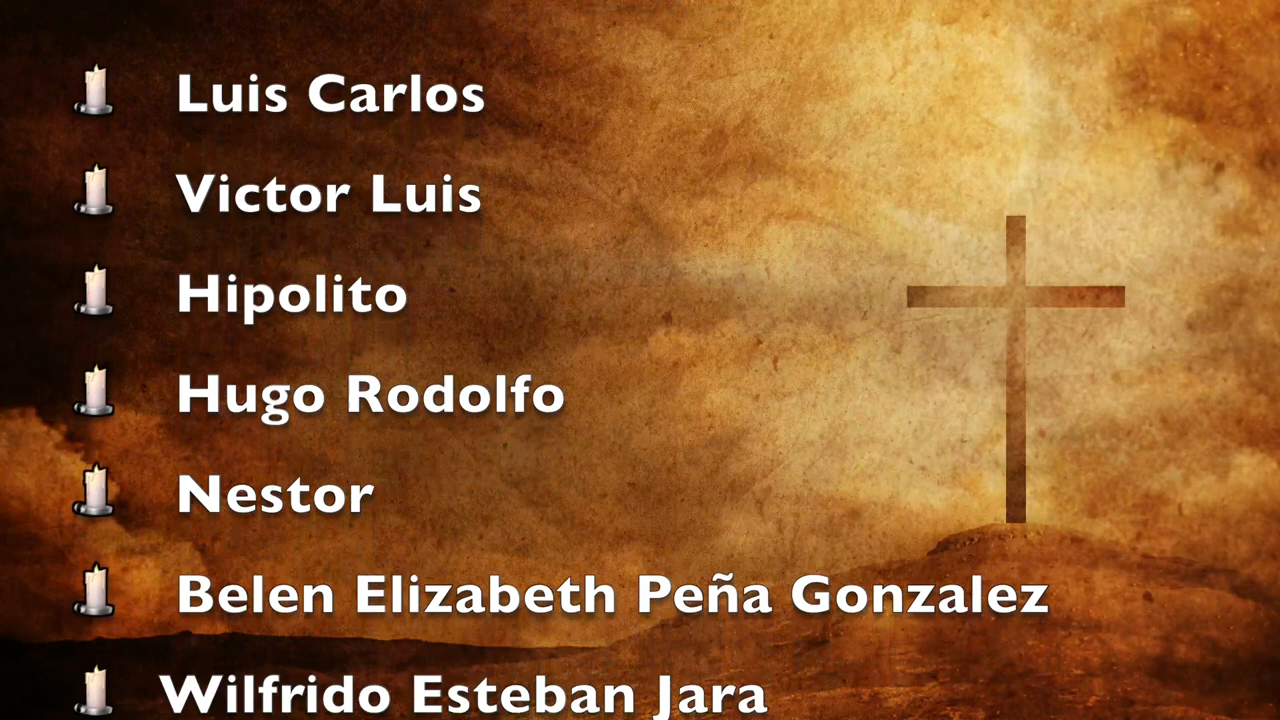 Luis Carlos
Victor Luis
Hipolito
Hugo Rodolfo
Nestor
Belen Elizabeth Peña Gonzalez
Wilfrido Esteban Jara